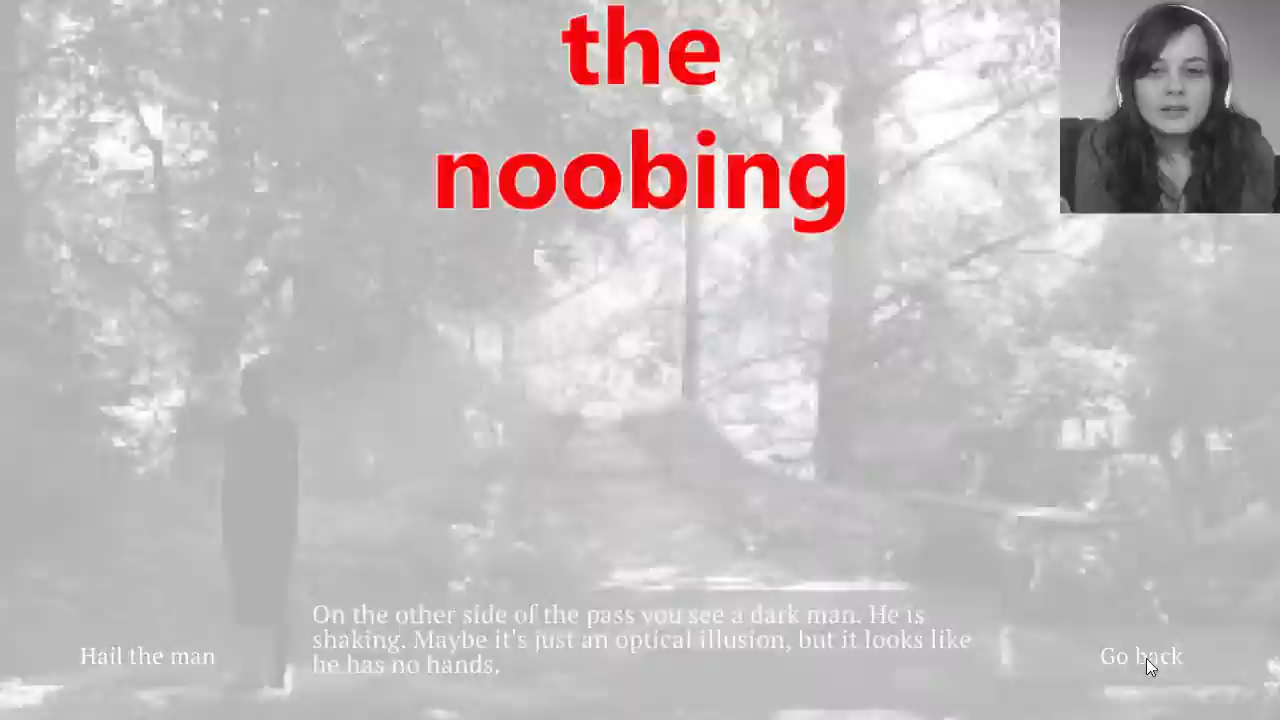 the
noobing
On the other side of the pass you see a dark man. He is
shaking. Maybe it's just an optical illusion, but it looks like
he has no hands.
Hail the man
Go back